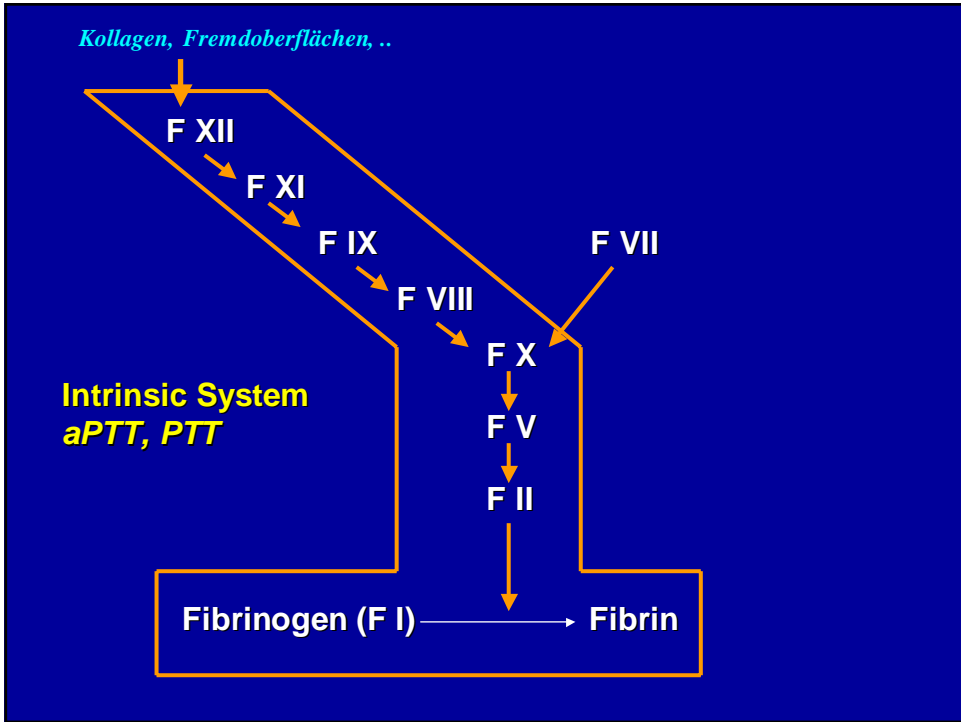 Kollagen, Fremdoberflächen, ..
F XII
F XI
F IX
F VII
F VIII
F X
Intrinsic System
aPTT, PTT
F V
F II
Fibrinogen (F I)
Fibrin